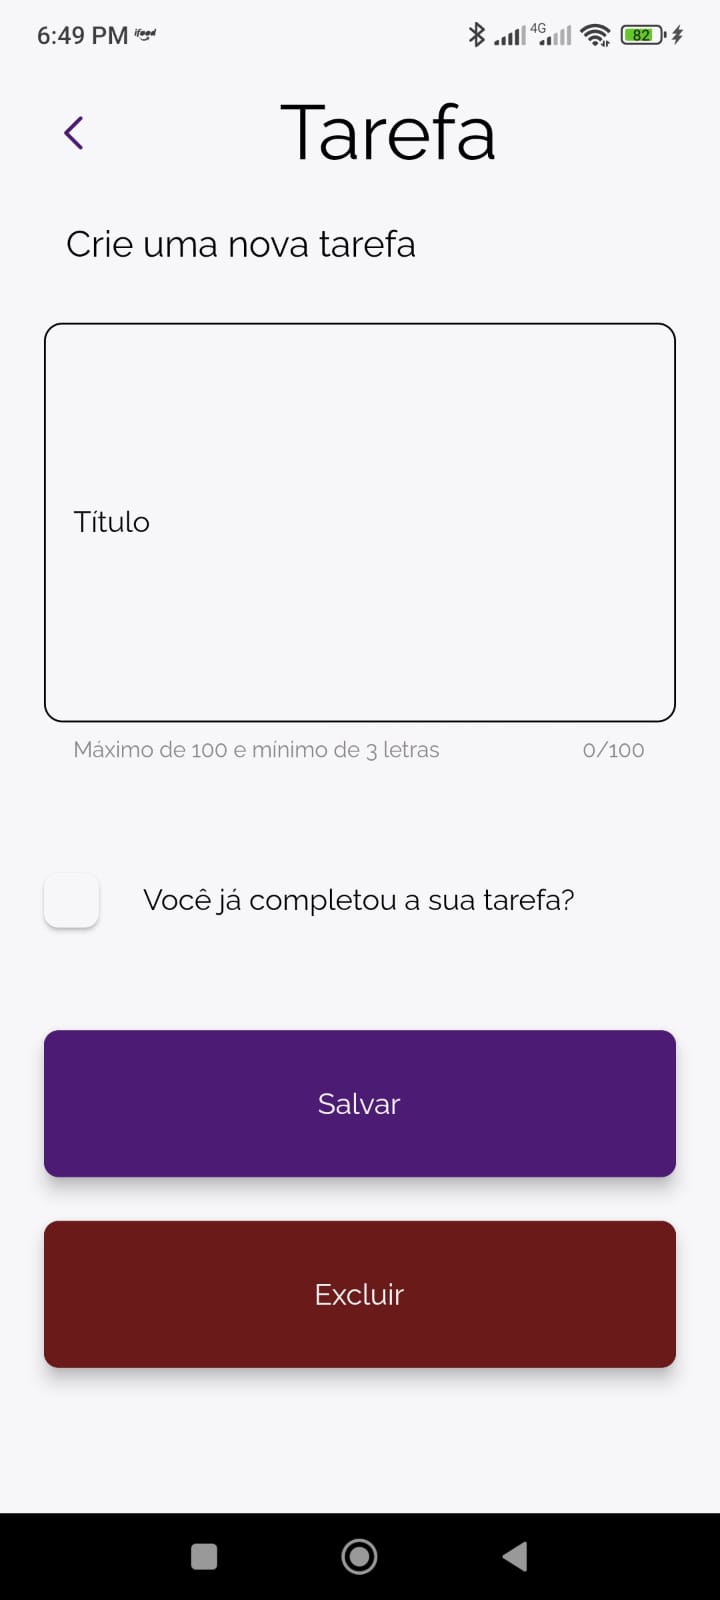 6:49 PM ifood 4G 82
Tarefa
Crie uma nova tarefa
Título
Máximo de 100 e mínimo de 3 letras 0/100
Você já completou a sua tarefa?
Salvar
Excluir